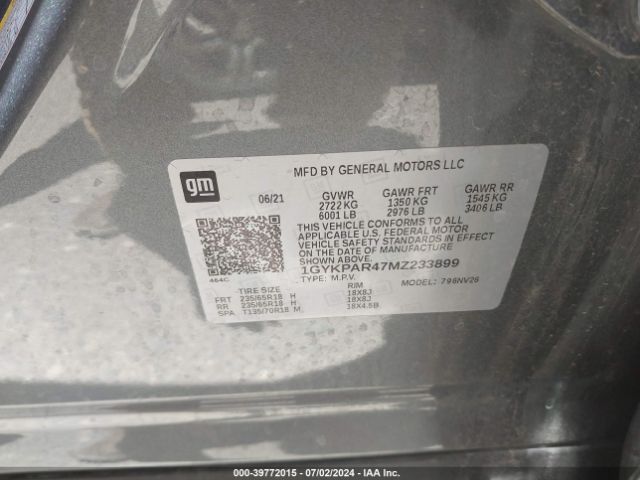 gm
MFD BY GENERAL MOTORS LLC
06/21 GVWR GAWR FRT GAWR RR
2722 KG 1350 KG 1545 KG
6001 LB 2976 LB 3406 LB
THIS VEHICLE CONFORMS TO ALL
APPLICABLE U.S. FEDERAL MOTOR
VEHICLE SAFETY STANDARDS IN EFFECT
ON THE DATE OF MANUFACTURE
SHOWN ABOVE.
1GYKPAR47MZ233899
464C
TYPE: M.P.V. MODEL: 796NV26
TIRE SIZE RIM
FRT 235/65R18 H 18X8J
RR 235/65R18 H 18X8J
SPA T135/70R18 M 18X4.5B
000-39772015 - 07/02/2024 - IAA Inc.